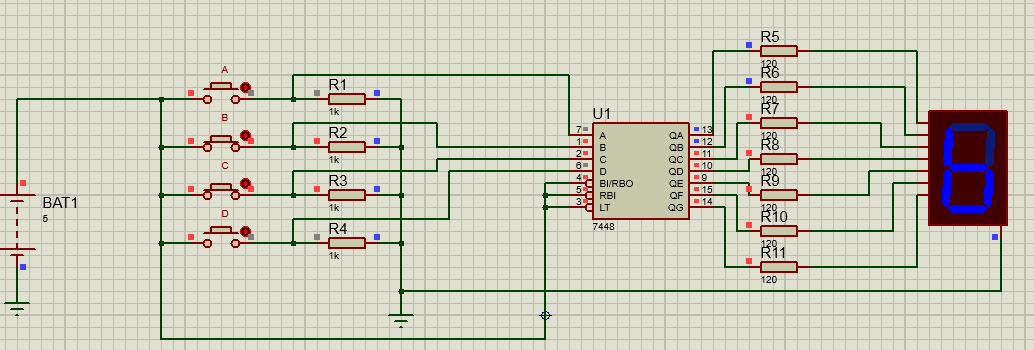 A
R1
1k
B
R2
1k
C
R3
1k
D
R4
1k
BAT1
5
U1
7 A QA 13
1 B QB 12
2 C QC 11
6 D QD 10
4 BI/RBO QE 9
5 RBI QF 15
3 LT QG 14
7448
R5
120
R6
120
R7
120
R8
120
R9
120
R10
120
R11
120